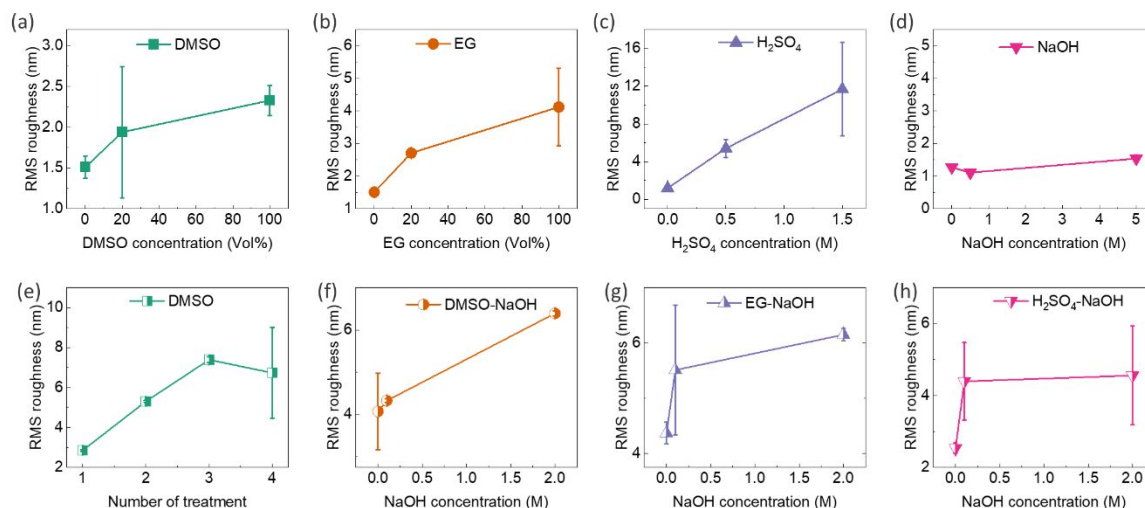 (a)
DMSO
3.0
2.5
2.0
1.5
1.0
RMS roughness (nm)
0 20 40 60 80 100
DMSO concentration (Vol%)
(b)
EG
6
5
4
3
2
1
RMS roughness (nm)
0 20 40 60 80 100
EG concentration (Vol%)
(c)
H₂SO₄
16
12
8
4
0
RMS roughness (nm)
0.0 0.5 1.0 1.5
H₂SO₄ concentration (M)
(d)
NaOH
5
4
3
2
1
0
RMS roughness (nm)
0 1 2 3 4 5
NaOH concentration (M)
(e)
DMSO
10
8
6
4
2
RMS roughness (nm)
1 2 3 4
Number of treatment
(f)
DMSO-NaOH
6
4
RMS roughness (nm)
0.0 0.5 1.0 1.5 2.0
NaOH concentration (M)
(g)
EG-NaOH
6
4
RMS roughness (nm)
0.0 0.5 1.0 1.5 2.0
NaOH concentration (M)
(h)
H₂SO₄-NaOH
6
4
2
RMS roughness (nm)
0.0 0.5 1.0 1.5 2.0
NaOH concentration (M)